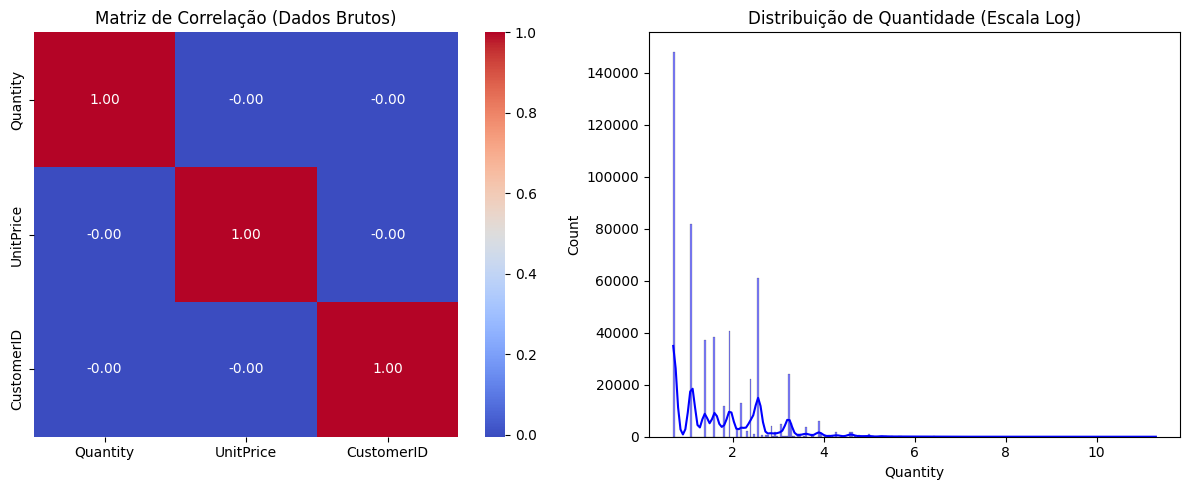 Matriz de Correlação (Dados Brutos)
Quantity
UnitPrice
CustomerID
1.00 -0.00 -0.00
-0.00 1.00 -0.00
-0.00 -0.00 1.00
Quantity UnitPrice CustomerID
1.0
0.8
0.6
0.4
0.2
0.0
Distribuição de Quantidade (Escala Log)
Count
140000
120000
100000
80000
60000
40000
20000
0
2 4 6 8 10
Quantity